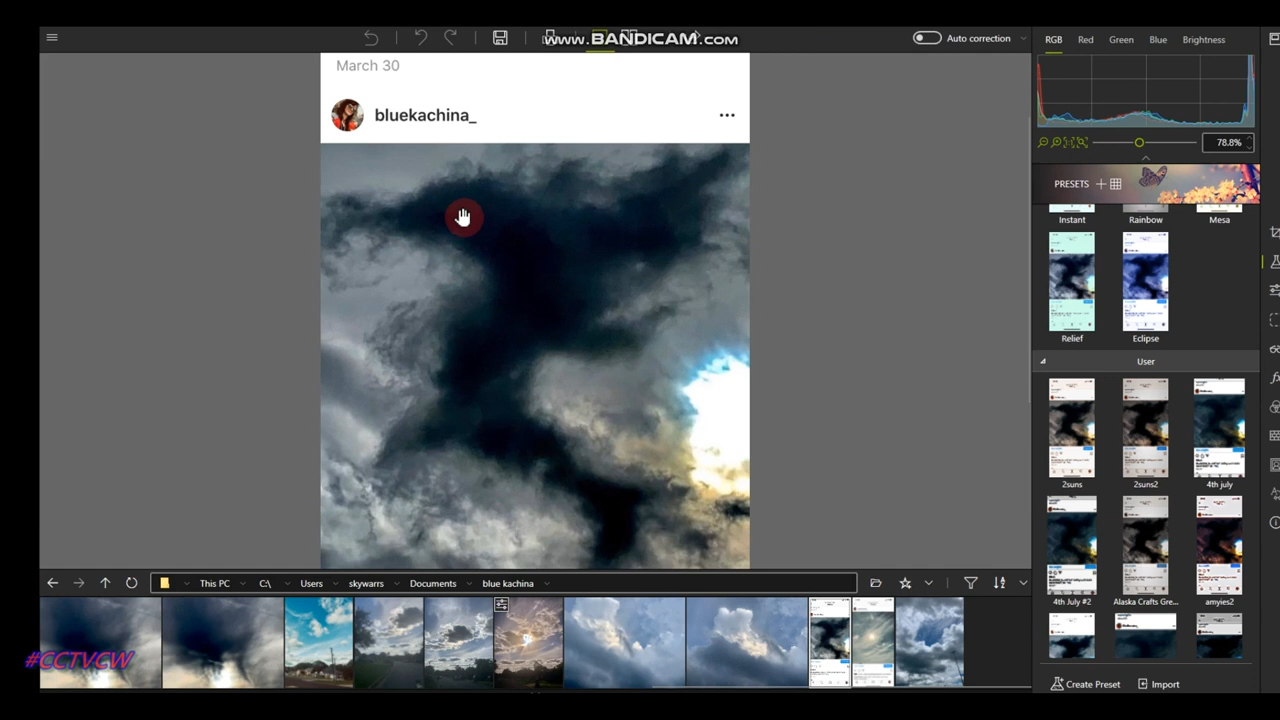 www.BANDICAM.com
Auto correction
RGB Red Green Blue Brightness
March 30
bluekachina_
78.8%
PRESETS
Instant Rainbow Mesa
Relief Eclipse
User
2suns 2suns2 4th july
4th July #2 Alaska Crafts Gre... amyies2
This PC C:\ Users skywarrs Documents blue kachina
#CCTVCW
Create Preset Import